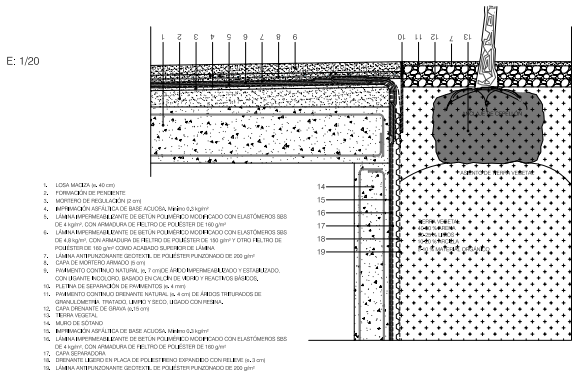 1 2 3 4 5 6 7 8 9 10 11 12 7 13
E: 1/20
14
15
16
17
18
19
ASIENTO DE TIERRA VEGETAL
TIERRA VEGETAL
1. LOSA MACIZA (e. 40 cm)
2. FORMACIÓN DE PENDIENTE
3. MORTERO DE REGULACIÓN (2 cm)
4. IMPRIMACIÓN ASFÁLTICA DE BASE ACUOSA. Mínimo 0,3 kg/m²
5. LÁMINA IMPERMEABILIZANTE DE BETÚN POLIMÉRICO MODIFICADO CON ELASTÓMEROS SBS
DE 4 kg/m², CON ARMADURA DE FIELTRO DE POLIÉSTER DE 160 g/m²
6. LÁMINA IMPERMEABILIZANTE DE BETÚN POLIMÉRICO MODIFICADO CON ELASTÓMEROS SBS
DE 4,8 kg/m², CON ARMADURA DE FIELTRO DE POLIÉSTER DE 150 g/m² Y OTRO FIELTRO DE
POLIÉSTER DE 160 g/m² COMO ACABADO SUPERIOR DE LÁMINA
7. LÁMINA ANTIPUNZONANTE GEOTEXTIL DE POLIÉSTER PUNZONADO DE 200 g/m²
8. CAPA DE MORTERO ARMADO (5 cm)
9. PAVIMENTO CONTINUO NATURAL (e. 7 cm)DE ÁRIDO IMPERMEABILIZADO Y ESTABILIZADO,
CON LIGANTE INCOLORO, BASADO EN CALCÍN DE VIDRIO Y REACTIVOS BÁSICOS,
10. PLETINA DE SEPARACIÓN DE PAVIMENTOS (e. 4 mm)
11. PAVIMENTO CONTINUO DRENANTE NATURAL (e. 4 cm) DE ÁRIDOS TRITURADOS DE
GRANULOMETRÍA TRATADO, LIMPIO Y SECO, LIGADO CON RESINA.
12. CAPA DRENANTE DE GRAVA (e.15 cm)
13. TIERRA VEGETAL
14. MURO DE SÓTANO
15. IMPRIMACIÓN ASFÁLTICA DE BASE ACUOSA. Mínimo 0,3 kg/m²
16. LÁMINA IMPERMEABILIZANTE DE BETÚN POLIMÉRICO MODIFICADO CON ELASTÓMEROS SBS
DE 4 kg/m², CON ARMADURA DE FIELTRO DE POLIÉSTER DE 160 g/m²
17. CAPA SEPARADORA
18. DRENANTE LIGERO EN PLACA DE POLIESTIRENO EXPANDIDO CON RELIEVE (e. 3 cm)
19. LÁMINA ANTIPUNZONANTE GEOTEXTIL DE POLIÉSTER PUNZONADO DE 200 g/m²